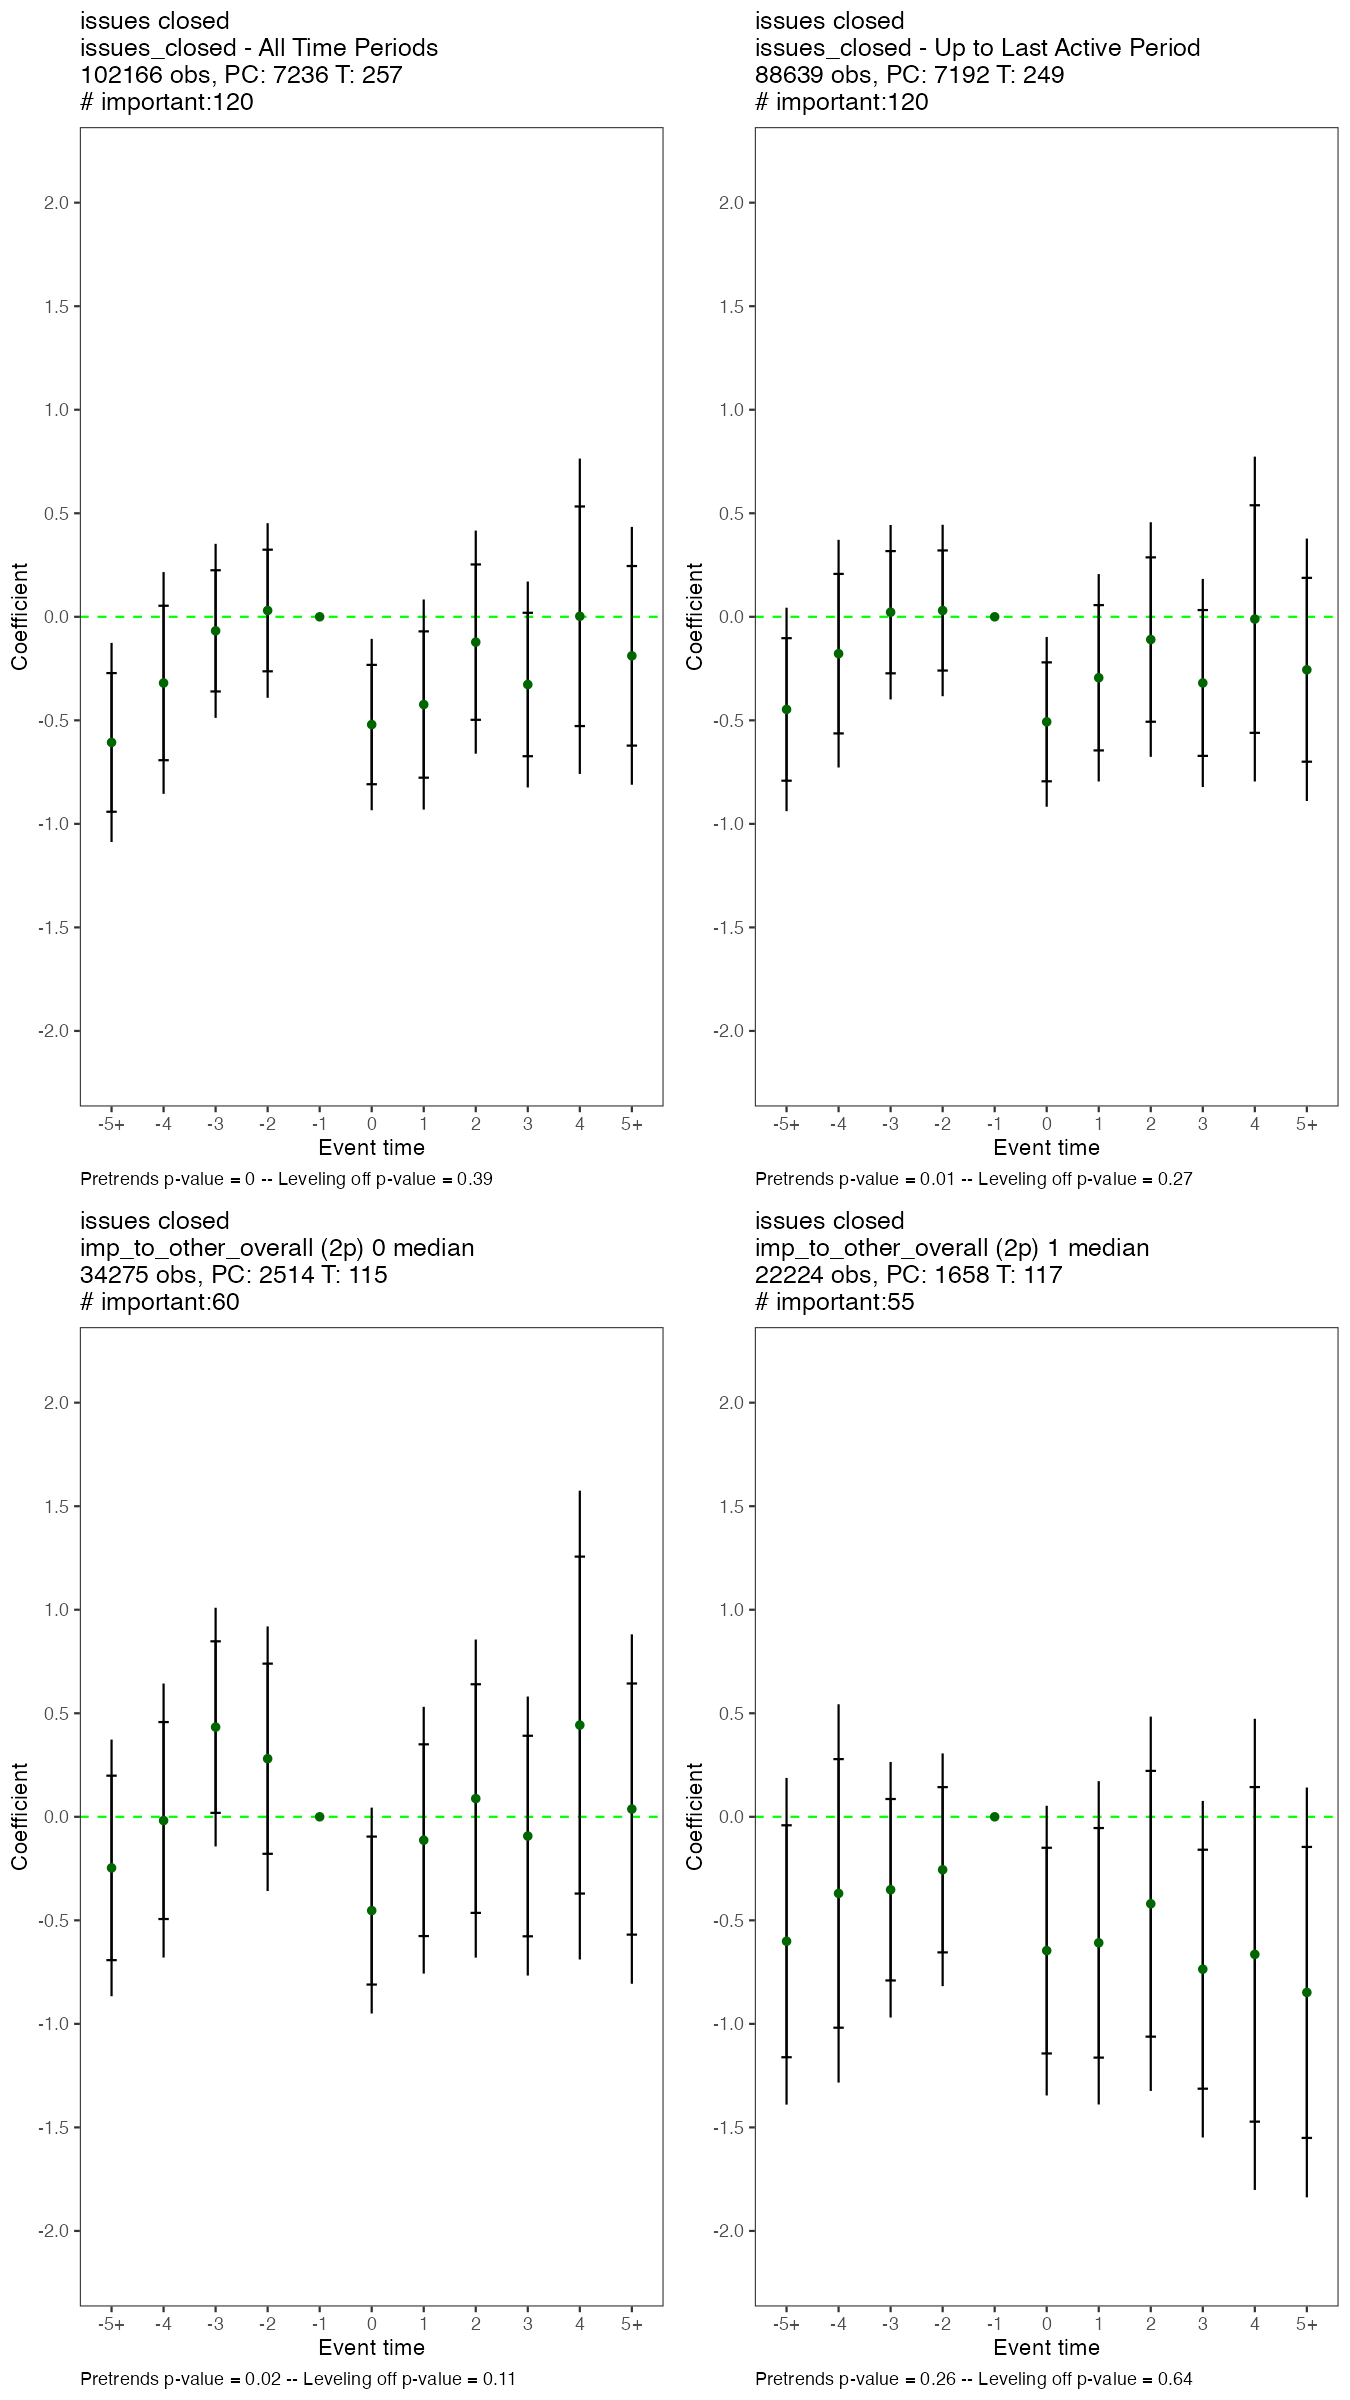 issues closed
issues_closed - All Time Periods
102166 obs, PC: 7236 T: 257
# important:120
2.0
1.5
1.0
0.5
0.0
-0.5
-1.0
-1.5
-2.0
Coefficient
-5+ -4 -3 -2 -1 0 1 2 3 4 5+
Event time
Pretrends p-value = 0 -- Leveling off p-value = 0.39
issues closed
issues_closed - Up to Last Active Period
88639 obs, PC: 7192 T: 249
# important:120
2.0
1.5
1.0
0.5
0.0
-0.5
-1.0
-1.5
-2.0
Coefficient
-5+ -4 -3 -2 -1 0 1 2 3 4 5+
Event time
Pretrends p-value = 0.01 -- Leveling off p-value = 0.27
issues closed
imp_to_other_overall (2p) 0 median
34275 obs, PC: 2514 T: 115
# important:60
2.0
1.5
1.0
0.5
0.0
-0.5
-1.0
-1.5
-2.0
Coefficient
-5+ -4 -3 -2 -1 0 1 2 3 4 5+
Event time
Pretrends p-value = 0.02 -- Leveling off p-value = 0.11
issues closed
imp_to_other_overall (2p) 1 median
22224 obs, PC: 1658 T: 117
# important:55
2.0
1.5
1.0
0.5
0.0
-0.5
-1.0
-1.5
-2.0
Coefficient
-5+ -4 -3 -2 -1 0 1 2 3 4 5+
Event time
Pretrends p-value = 0.26 -- Leveling off p-value = 0.64